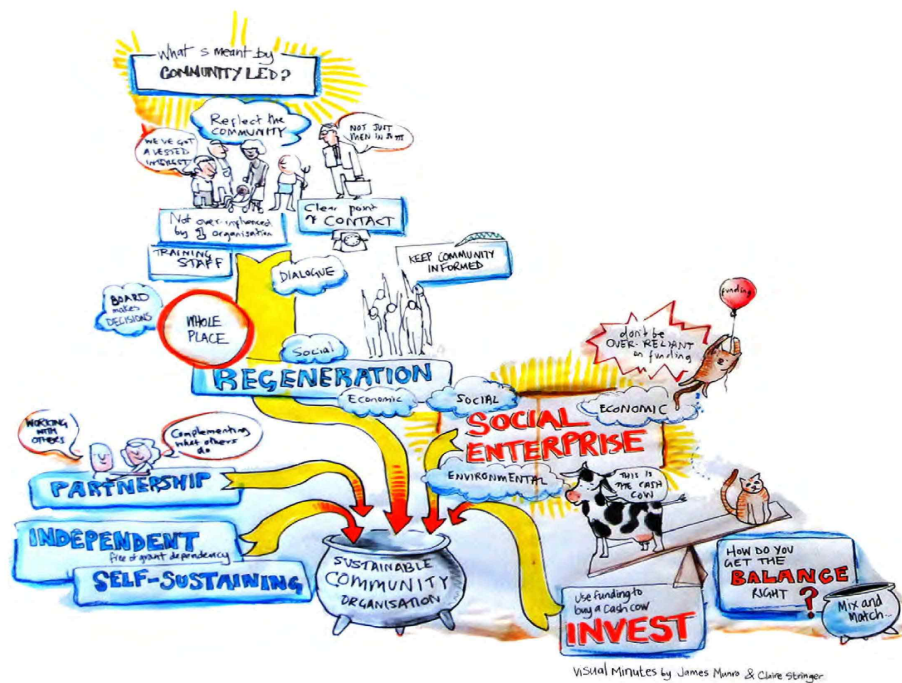 What s meant by
COMMUNITY LED?
Reflect the
COMMUNITY
WE'VE GOT
A VESTED
INTEREST
NOT JUST
MEN IN
Not over-influenced
by organisation
Clear point
of CONTACT
TRAINING
STAFF
DIALOGUE
KEEP COMMUNITY
INFORMED
BOARD
makes
DECISIONS
WHOLE
PLACE
Social
REGENERATION
Economic
funding
don't be
OVER-RELIANT
on funding
SOCIAL
ECONOMIC
SOCIAL
ENTERPRISE
ENVIRONMENTAL
WORKING
WITH
OTHERS
Complementing
what others
do
PARTNERSHIP
THIS IS
THE CASH
COW
INDEPENDENT
free of grant dependency
SELF-SUSTAINING
SUSTAINABLE
COMMUNITY
ORGANISATION
Use funding to
buy a cash cow
INVEST
HOW DO YOU
GET THE
BALANCE
RIGHT ?
Mix and
Match...
Visual Minutes by James Munro & Claire Stringer